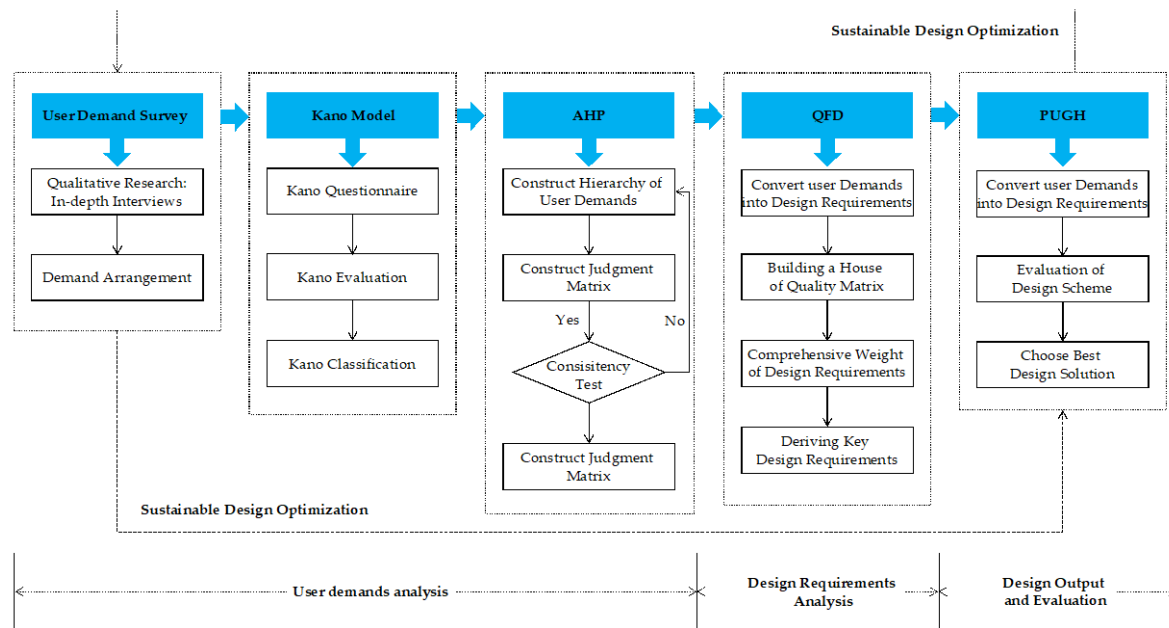 Sustainable Design Optimization
User Demand Survey
Qualitative Research:
In-depth Interviews
Demand Arrangement
Kano Model
Kano Questionnaire
Kano Evaluation
Kano Classification
AHP
Construct Hierarchy of
User Demands
Construct Judgment
Matrix
Yes
No
Consisitency
Test
Construct Judgment
Matrix
QFD
Convert user Demands
into Design Requirements
Building a House
of Quality Matrix
Comprehensive Weight
of Design Requirements
Deriving Key
Design Requirements
PUGH
Convert user Demands
into Design Requirements
Evaluation of
Design Scheme
Choose Best
Design Solution
Sustainable Design Optimization
User demands analysis
Design Requirements
Analysis
Design Output
and Evaluation